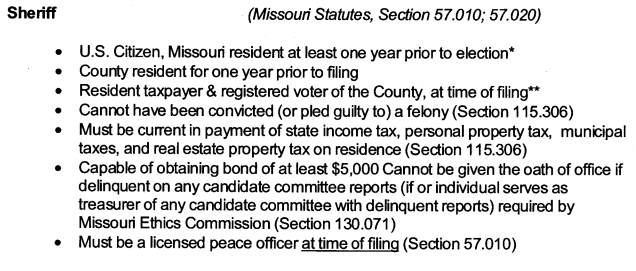 Sheriff (Missouri Statutes, Section 57.010; 57.020)
• U.S. Citizen, Missouri resident at least one year prior to election*
• County resident for one year prior to filing
• Resident taxpayer & registered voter of the County, at time of filing**
• Cannot have been convicted (or pled guilty to) a felony (Section 115.306)
• Must be current in payment of state income tax, personal property tax, municipal
taxes, and real estate property tax on residence (Section 115.306)
• Capable of obtaining bond of at least $5,000 Cannot be given the oath of office if
delinquent on any candidate committee reports (if or individual serves as
treasurer of any candidate committee with delinquent reports) required by
Missouri Ethics Commission (Section 130.071)
• Must be a licensed peace officer at time of filing (Section 57.010)